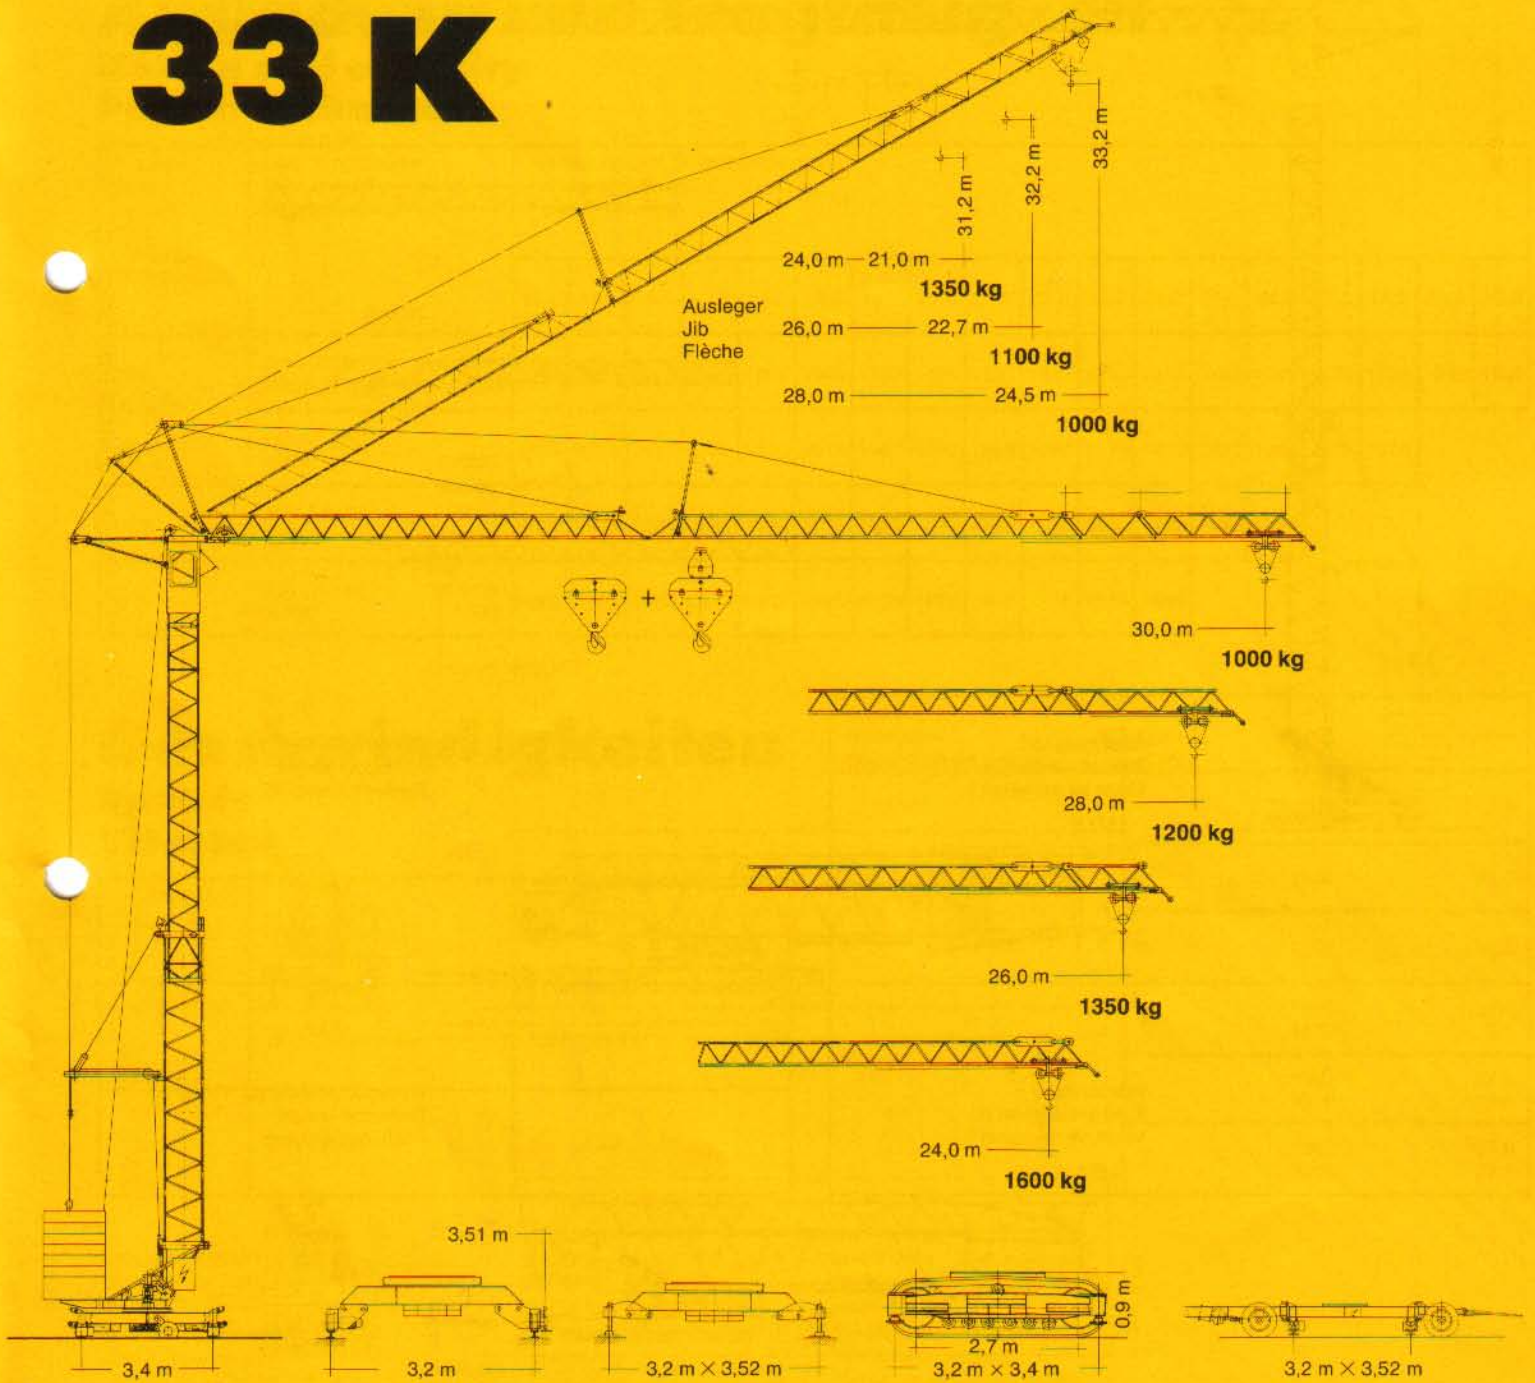 33 K
33,2 m
32,2 m
31,2 m
24,0 m 21,0 m
1350 kg
Ausleger
Jib
Flèche
26,0 m 22,7 m
1100 kg
28,0 m 24,5 m
1000 kg
+
30,0 m
1000 kg
28,0 m
1200 kg
26,0 m
1350 kg
24,0 m
1600 kg
3,51 m
0,9 m
2,7 m
3,4 m
3,2 m
3,2 m × 3,52 m
3,2 m × 3,4 m
3,2 m × 3,52 m